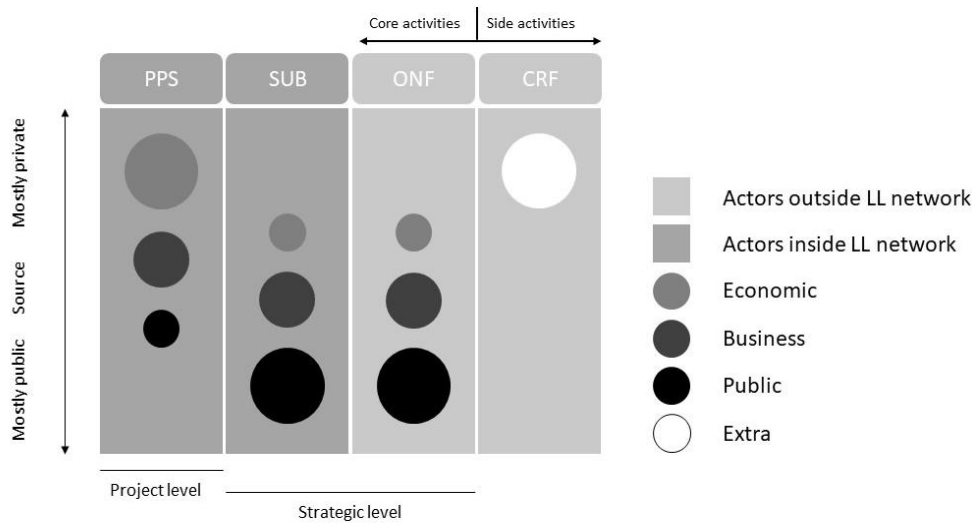 Core activities
Side activities
PPS
SUB
ONF
CRF
Mostly private
Source
Mostly public
Actors outside LL network
Actors inside LL network
Economic
Business
Public
Extra
Project level
Strategic level